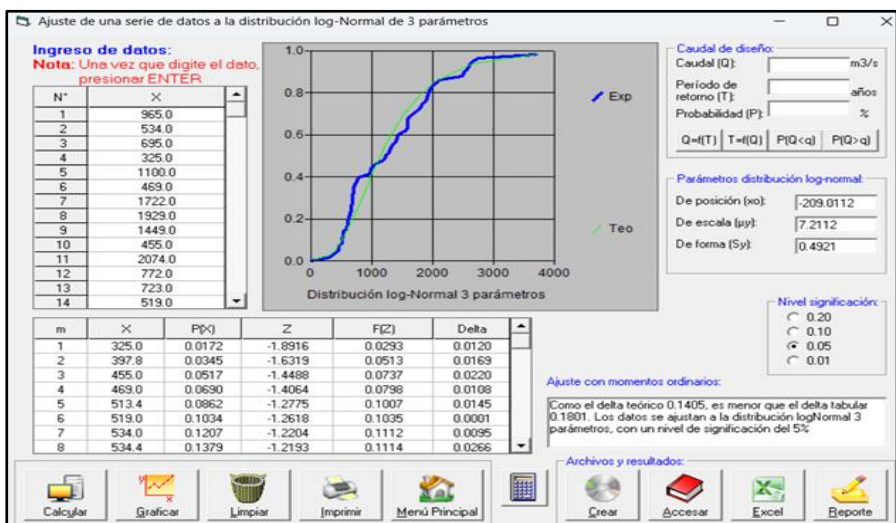 Ajuste de una serie de datos a la distribución log-Normal de 3 parámetros
Ingreso de datos:
Nota: Una vez que digite el dato,
presionar ENTER
N° X
1 965.0
2 534.0
3 695.0
4 325.0
5 1100.0
6 469.0
7 1722.0
8 1929.0
9 1449.0
10 455.0
11 2074.0
12 772.0
13 723.0
14 519.0
1.0
0.8
0.6
0.4
0.2
0.0
0 1000 2000 3000 4000
Distribución log-Normal 3 parámetros
Exp
Teo
Caudal de diseño:
Caudal (Q): m3/s
Período de
retorno (T): años
Probabilidad (P): %
Q=f(T) T=f(Q) P(Q<q) P(Q>q)
Parámetros distribución log-normal:
De posición (xo): -209.0112
De escala (µy): 7.2112
De forma (Sy): 0.4921
Nivel significación:
0.20
0.10
0.05
0.01
m X P(X) Z F(Z) Delta
1 325.0 0.0172 -1.8916 0.0293 0.0120
2 397.8 0.0345 -1.6319 0.0513 0.0169
3 455.0 0.0517 -1.4488 0.0737 0.0220
4 469.0 0.0690 -1.4064 0.0798 0.0108
5 513.4 0.0862 -1.2775 0.1007 0.0145
6 519.0 0.1034 -1.2618 0.1035 0.0001
7 534.0 0.1207 -1.2204 0.1112 0.0095
8 534.4 0.1379 -1.2193 0.1114 0.0266
Ajuste con momentos ordinarios:
Como el delta teórico 0.1405, es menor que el delta tabular
0.1801. Los datos se ajustan a la distribución logNormal 3
parámetros, con un nivel de significación del 5%
Calcular
Graficar
Limpiar
Imprimir
Menú Principal
Archivos y resultados:
Crear
Accesar
Excel
Reporte